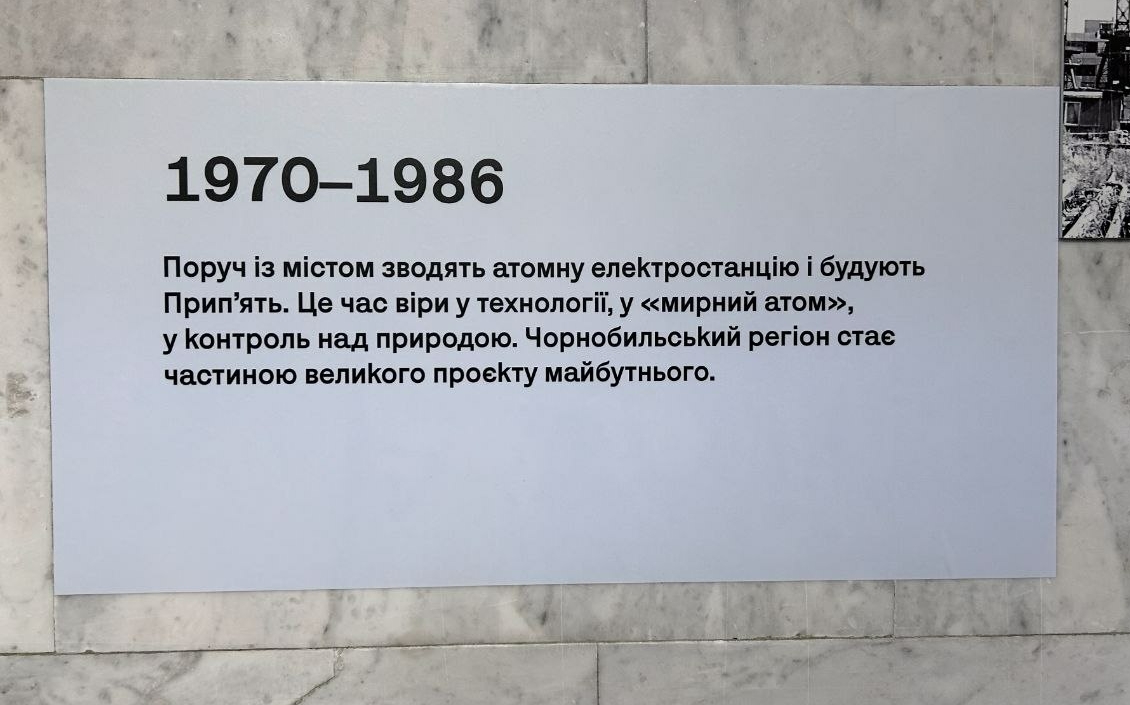 1970–1986
Поруч із містом зводять атомну електростанцію і будують
Прип’ять. Це час віри у технології, у «мирний атом»,
у контроль над природою. Чорнобильський регіон стає
частиною великого проєкту майбутнього.